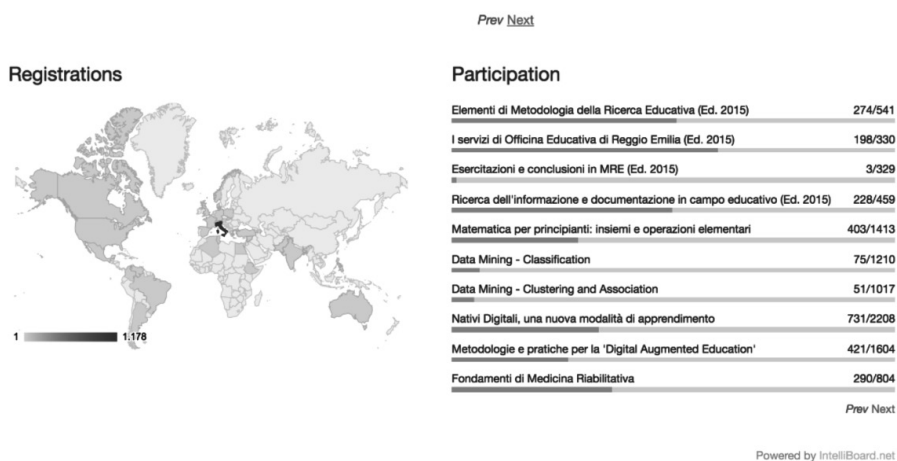 Prev Next
Registrations
1 1.178
Participation
Elementi di Metodologia della Ricerca Educativa (Ed. 2015) 274/541
I servizi di Officina Educativa di Reggio Emilia (Ed. 2015) 198/330
Esercitazioni e conclusioni in MRE (Ed. 2015) 3/329
Ricerca dell'informazione e documentazione in campo educativo (Ed. 2015) 228/459
Matematica per principianti: insiemi e operazioni elementari 403/1413
Data Mining - Classification 75/1210
Data Mining - Clustering and Association 51/1017
Nativi Digitali, una nuova modalità di apprendimento 731/2208
Metodologie e pratiche per la 'Digital Augmented Education' 421/1604
Fondamenti di Medicina Riabilitativa 290/804
Prev Next
Powered by IntelliBoard.net